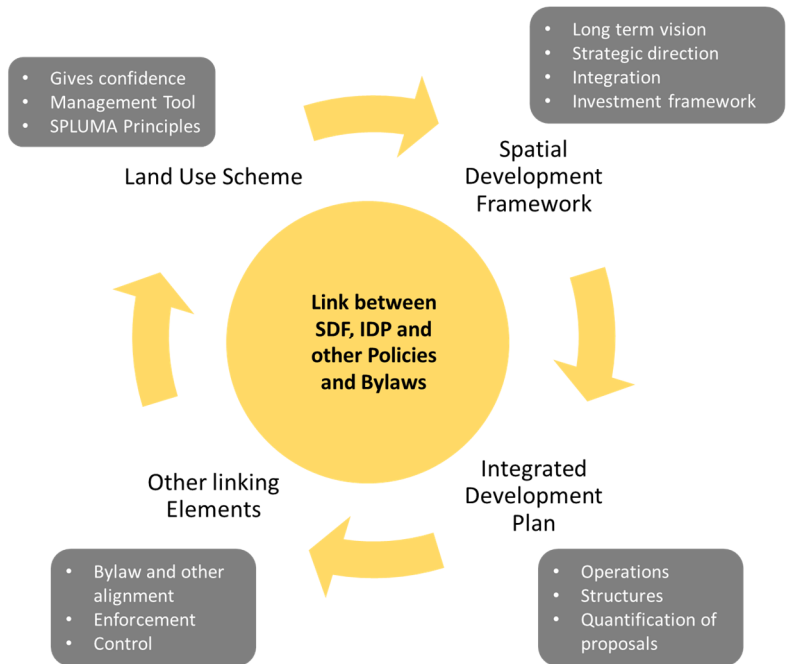 • Long term vision
• Strategic direction
• Integration
• Investment framework
• Gives confidence
• Management Tool
• SPLUMA Principles
Land Use Scheme
Spatial
Development
Framework
Link between
SDF, IDP and
other Policies
and Bylaws
Other linking
Elements
Integrated
Development
Plan
• Bylaw and other
alignment
• Enforcement
• Control
• Operations
• Structures
• Quantification of
proposals